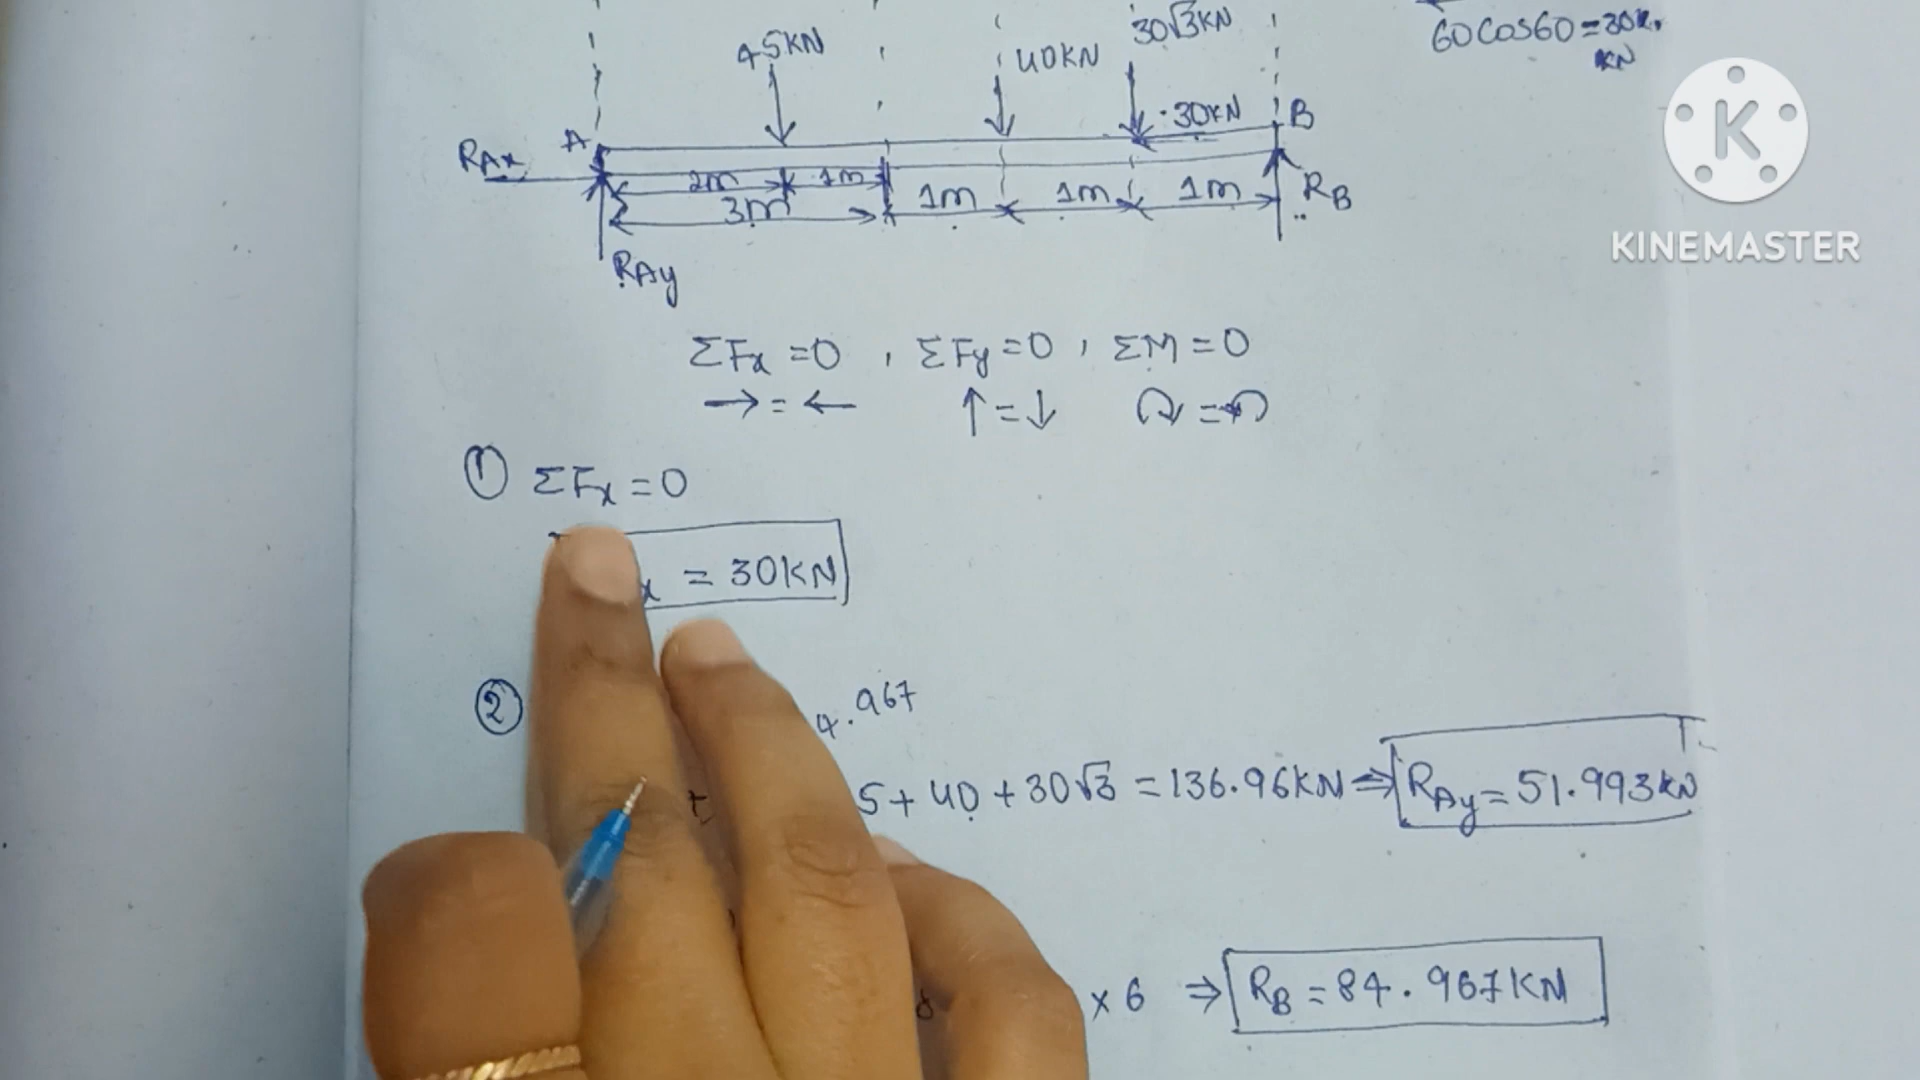 30√3KN
60cos60=30K.
KN
45KN
40KN
30KN
K
KINEMASTER
A
B
RAx
2m
1m
3m
1m
1m
1m
RB
RAy
ΣFx=0, ΣFy=0, ΣM=0
→=← ↑=↓ ↷=↶
① ΣFx=0
x = 30KN
②
4.967
5+40+30√3=136.96KN⇒RAy=51.993KN
×6 ⇒ RB=84.967KN